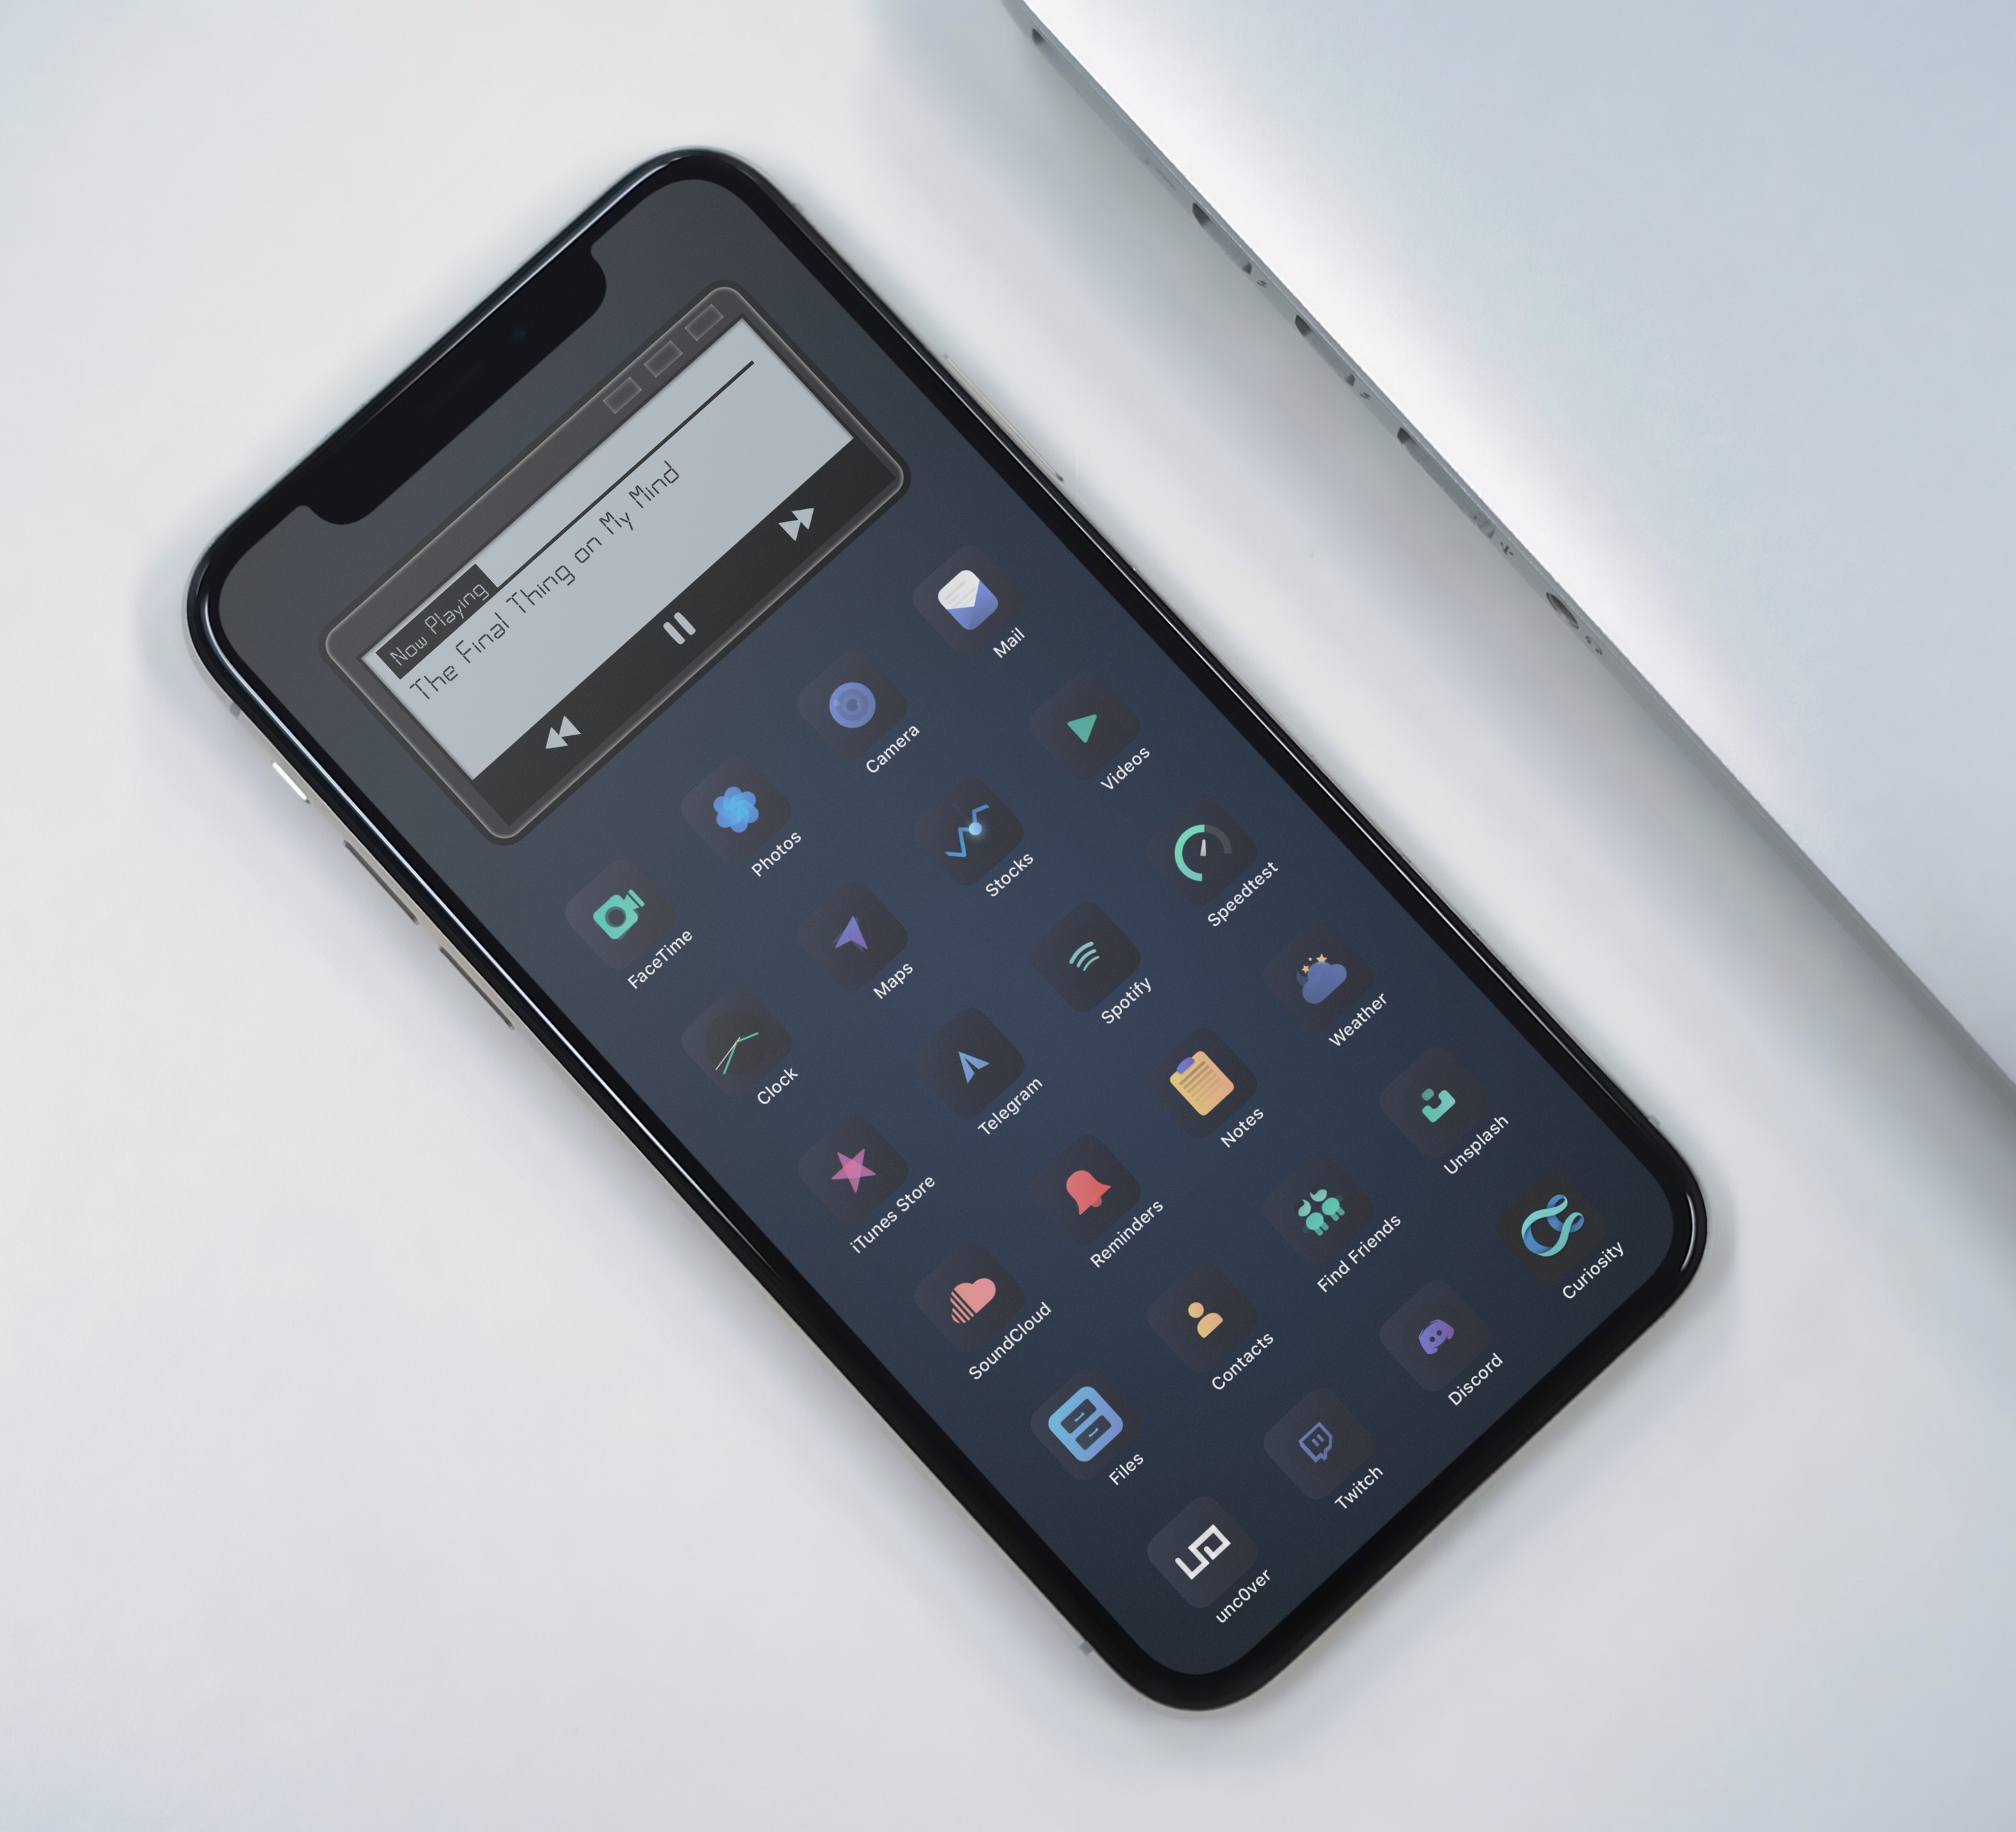 Now Playing
The Final Thing on My Mind
FaceTime
Photos
Camera
Mail
Clock
Maps
Stocks
Videos
iTunes Store
Telegram
Spotify
Speedtest
SoundCloud
Reminders
Notes
Weather
Files
Contacts
Find Friends
Unsplash
unc0ver
Twitch
Discord
Curiosity